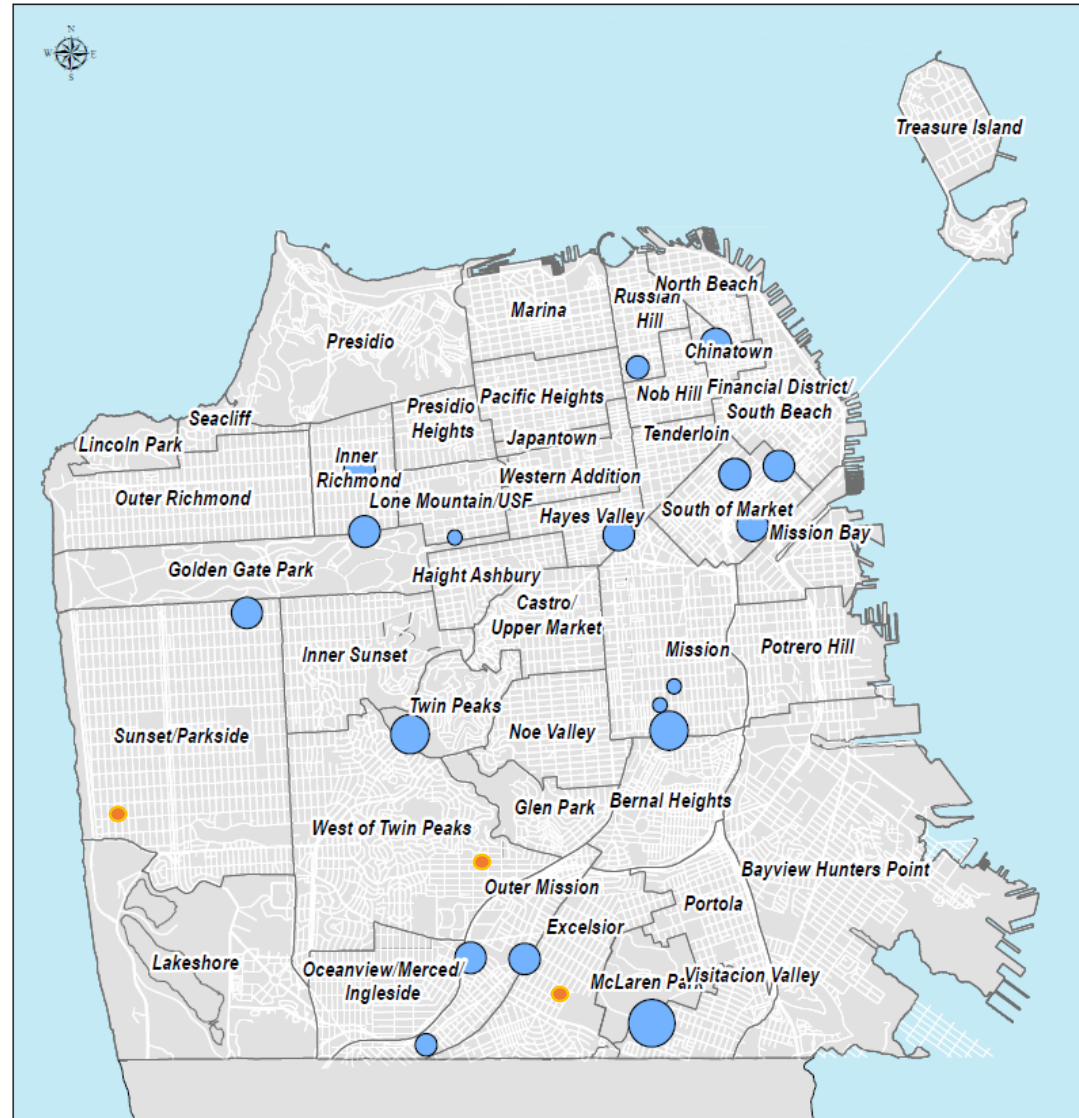 N
W E
S
Treasure Island
North Beach
Russian
Hill
Marina
Presidio
Chinatown
Nob Hill
Financial District/
South Beach
Pacific Heights
Presidio
Heights
Seacliff
Lincoln Park
Japantown
Tenderloin
Inner
Richmond
Outer Richmond
Western Addition
Lone Mountain/USF
Hayes Valley
South of Market
Mission Bay
Golden Gate Park
Haight Ashbury
Castro/
Upper Market
Inner Sunset
Mission
Potrero Hill
Twin Peaks
Noe Valley
Sunset/Parkside
Glen Park
Bernal Heights
West of Twin Peaks
Bayview Hunters Point
Outer Mission
Portola
Excelsior
Lakeshore
Oceanview/Merced/
Ingleside
McLaren Park
Visitacion Valley